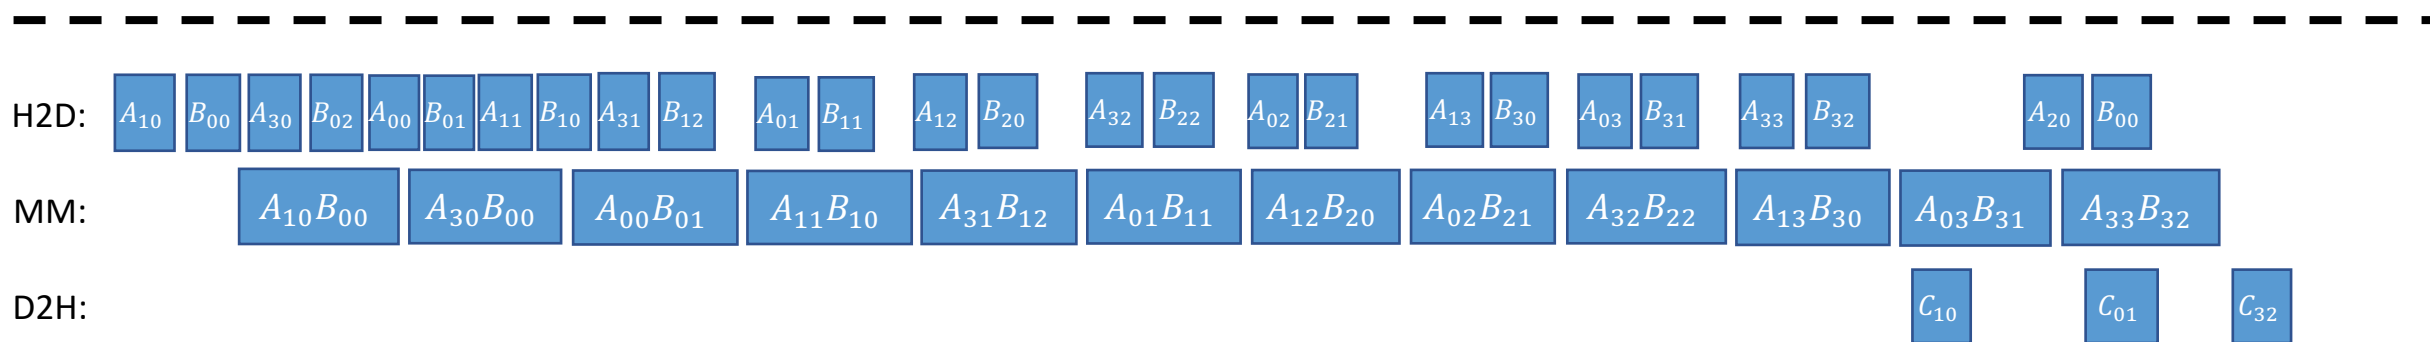 H2D: A₁₀ B₀₀ A₃₀ B₀₂ A₀₀ B₀₁ A₁₁ B₁₀ A₃₁ B₁₂ A₀₁ B₁₁ A₁₂ B₂₀ A₃₂ B₂₂ A₀₂ B₂₁ A₁₃ B₃₀ A₀₃ B₃₁ A₃₃ B₃₂ A₂₀ B₀₀
MM: A₁₀B₀₀ A₃₀B₀₀ A₀₀B₀₁ A₁₁B₁₀ A₃₁B₁₂ A₀₁B₁₁ A₁₂B₂₀ A₀₂B₂₁ A₃₂B₂₂ A₁₃B₃₀ A₀₃B₃₁ A₃₃B₃₂
D2H: C₁₀ C₀₁ C₃₂